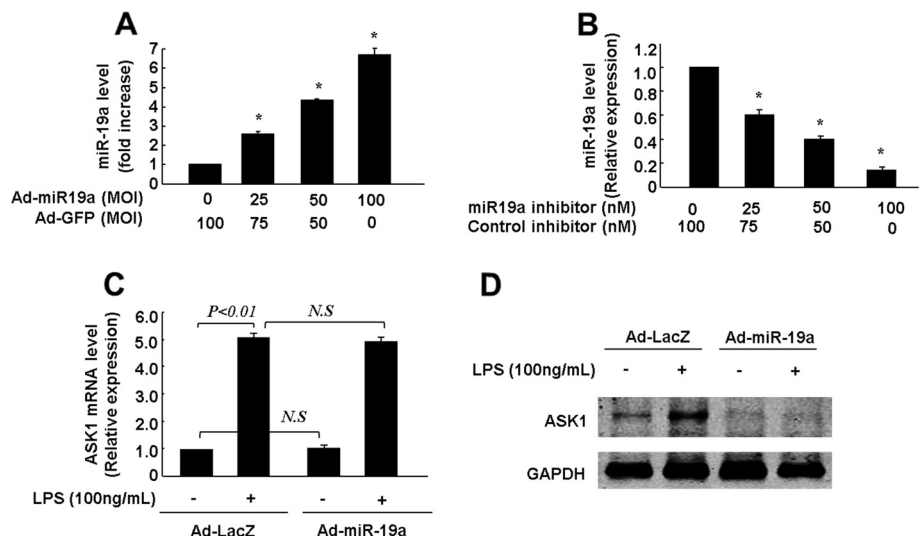 A
miR-19a level
(fold increase)
7
6
5
4
3
2
1
0
*
*
*
Ad-miR19a (MOI) 0 25 50 100
Ad-GFP (MOI) 100 75 50 0
B
miR-19a level
(Relative expression)
1.2
1.0
0.8
0.6
0.4
0.2
0
*
*
*
miR19a inhibitor (nM) 0 25 50 100
Control inhibitor (nM) 100 75 50 0
C
ASK1 mRNA level
(Relative expression)
6.0
5.0
4.0
3.0
2.0
1.0
0
P<0.01
N.S
N.S
LPS (100ng/mL) - + - +
Ad-LacZ Ad-miR-19a
D
Ad-LacZ Ad-miR-19a
LPS (100ng/mL) - + - +
ASK1
GAPDH